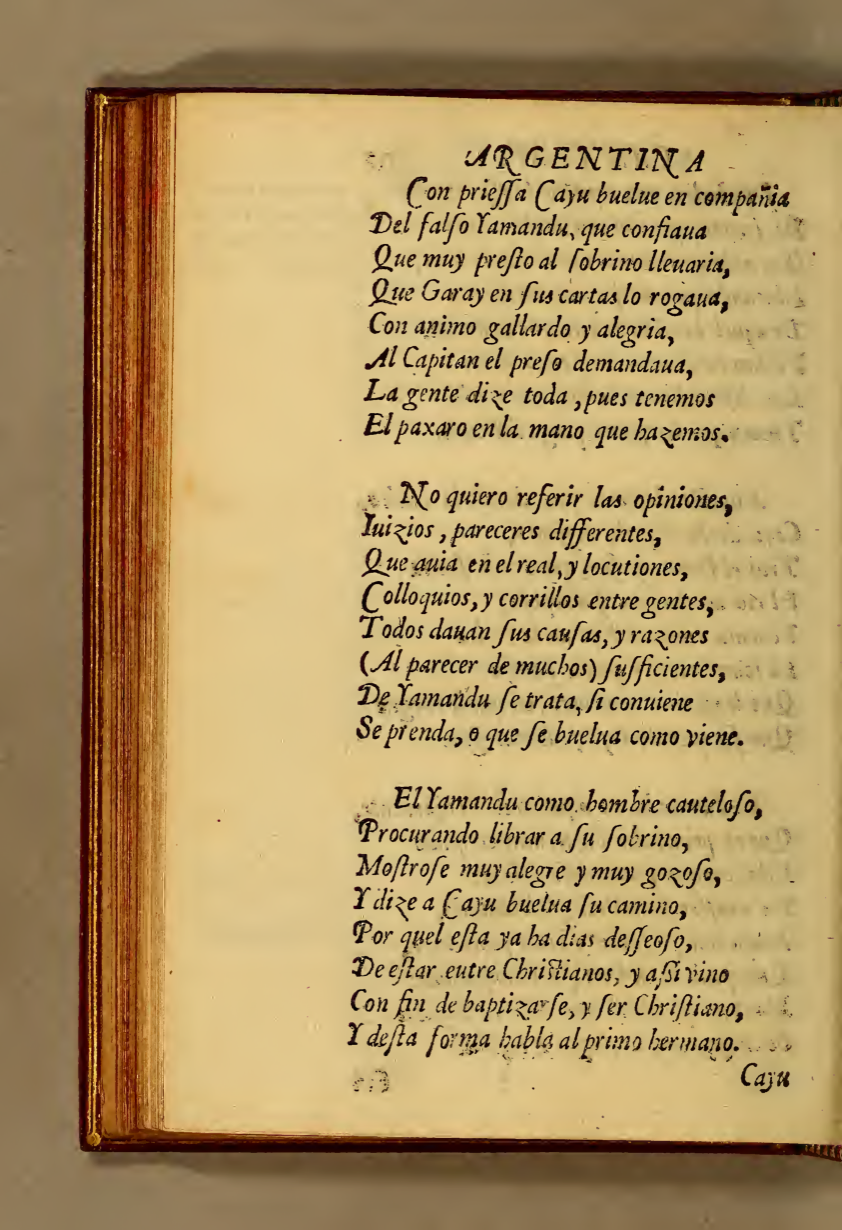 ARGENTINA
Con prieſſa Cayu buelue en compañia
Del falſo Yamandu, que confiaua
Que muy preſto al ſobrino lleuaria,
Que Garay en ſus cartas lo rogaua,
Con animo gallardo y alegria,
Al Capitan el preſo demandaua,
La gente dize toda, pues tenemos
El paxaro en la mano que hazemos.
No quiero referir las opiniones,
Iuizios, pareceres differentes,
Que auia en el real, y locutiones,
Colloquios, y corrillos entre gentes,
Todos dauan ſus cauſas, y razones
(Al parecer de muchos) ſufficientes,
De Yamandu ſe trata, ſi conuiene
Se prenda, o que ſe buelua como viene.
El Yamandu como hombre cauteloſo,
Procurando librar a ſu ſobrino,
Moſtroſe muy alegre y muy gozoſo,
Y dize a Cayu buelua ſu camino,
Por quel eſta ya ha dias deſſeoſo,
De eſtar eutre Chriſtianos, y aſsi vino
Con fin de baptizarſe, y ſer Chriſtiano,
Y deſta forma habla al primo hermano.
Cayu